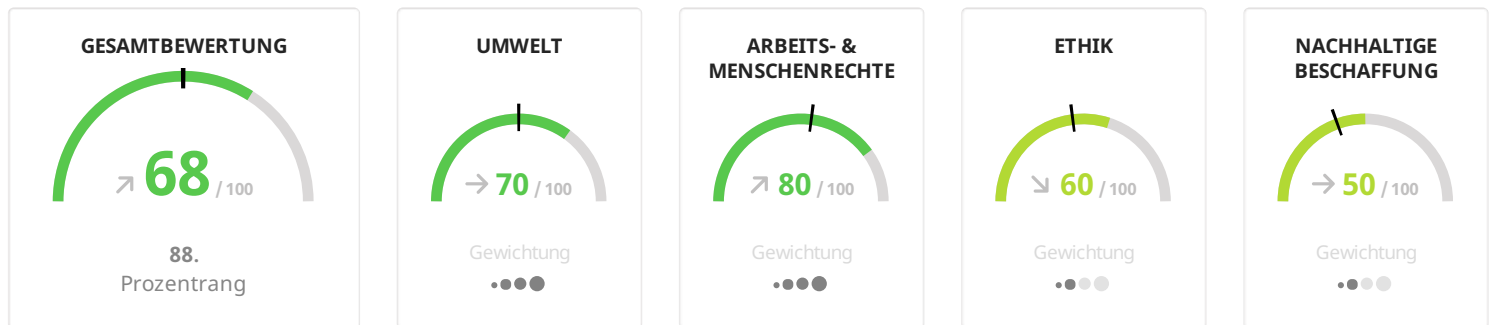 GESAMTBEWERTUNG
68 / 100
88.
Prozentrang
UMWELT
70 / 100
Gewichtung
ARBEITS- &
MENSCHENRECHTE
80 / 100
Gewichtung
ETHIK
60 / 100
Gewichtung
NACHHALTIGE
BESCHAFFUNG
50 / 100
Gewichtung